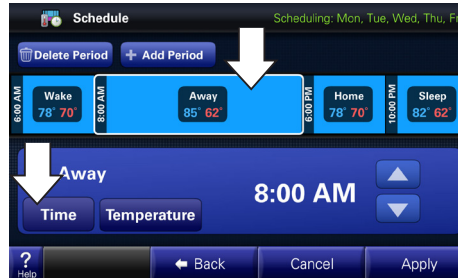 Schedule Scheduling: Mon, Tue, Wed, Thu, Fr
Delete Period + Add Period
6:00 AM Wake 78° 70° 8:00 AM Away 85° 62° 6:00 PM Home 78° 70° 10:00 PM Sleep 82° 62°
Away
8:00 AM
Time Temperature
? Help Back Cancel Apply